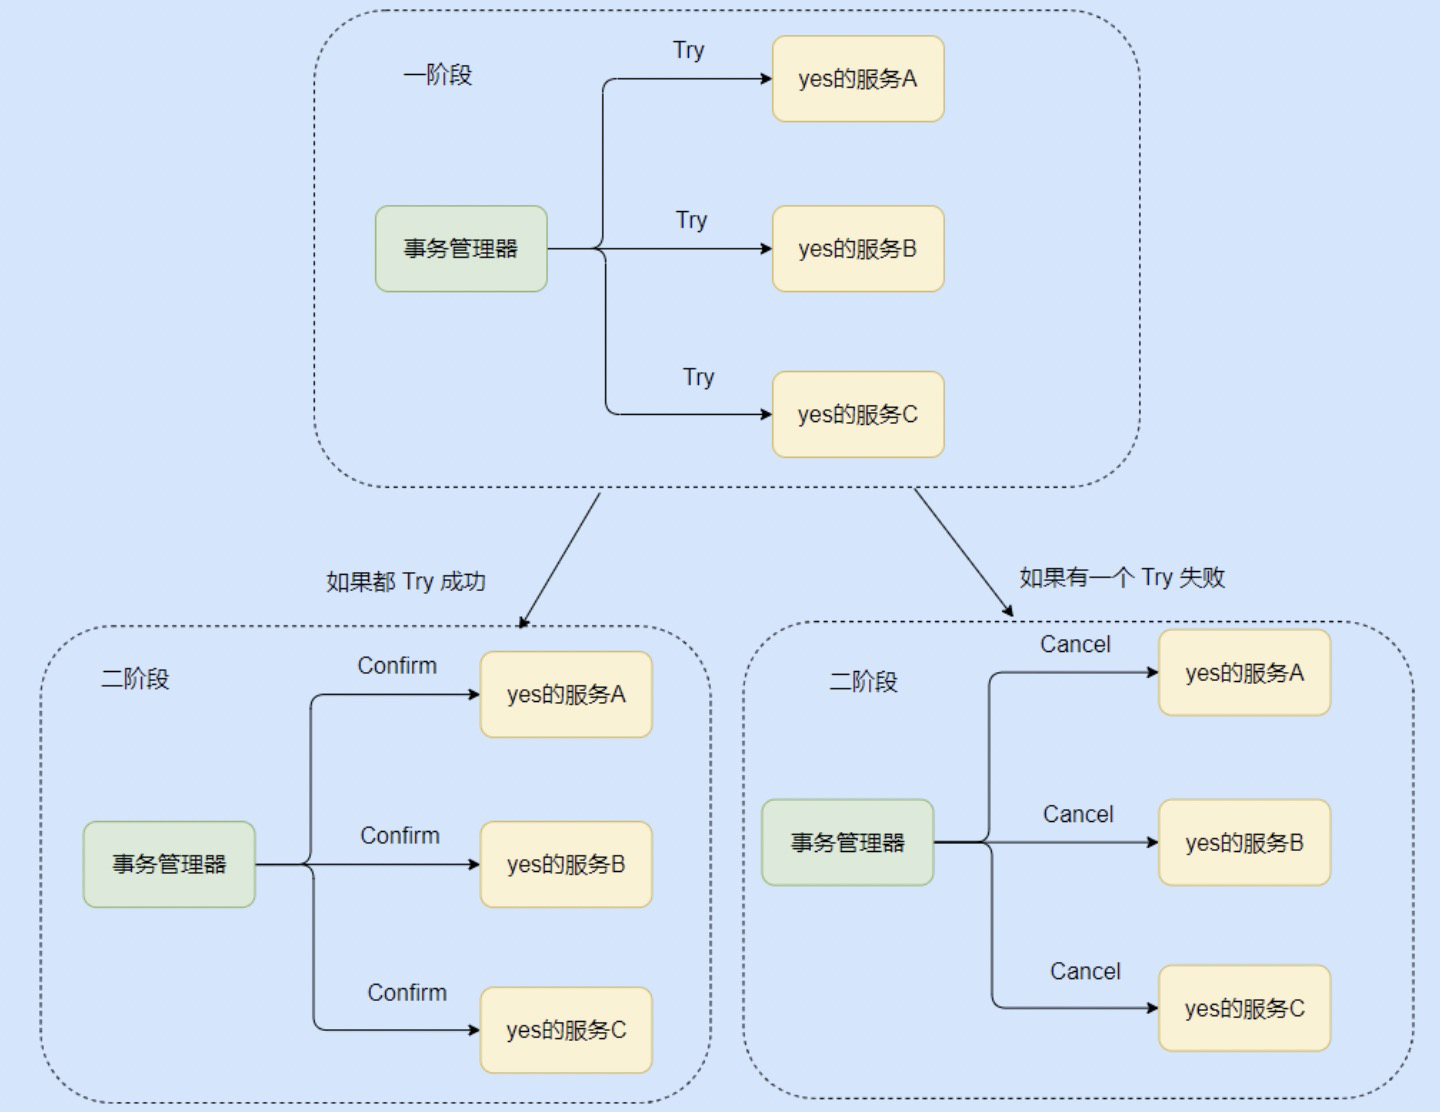 一阶段
Try
yes的服务A
事务管理器
Try
yes的服务B
Try
yes的服务C
如果都 Try 成功
如果有一个 Try 失败
二阶段
Confirm
yes的服务A
事务管理器
Confirm
yes的服务B
Confirm
yes的服务C
二阶段
Cancel
yes的服务A
事务管理器
Cancel
yes的服务B
Cancel
yes的服务C